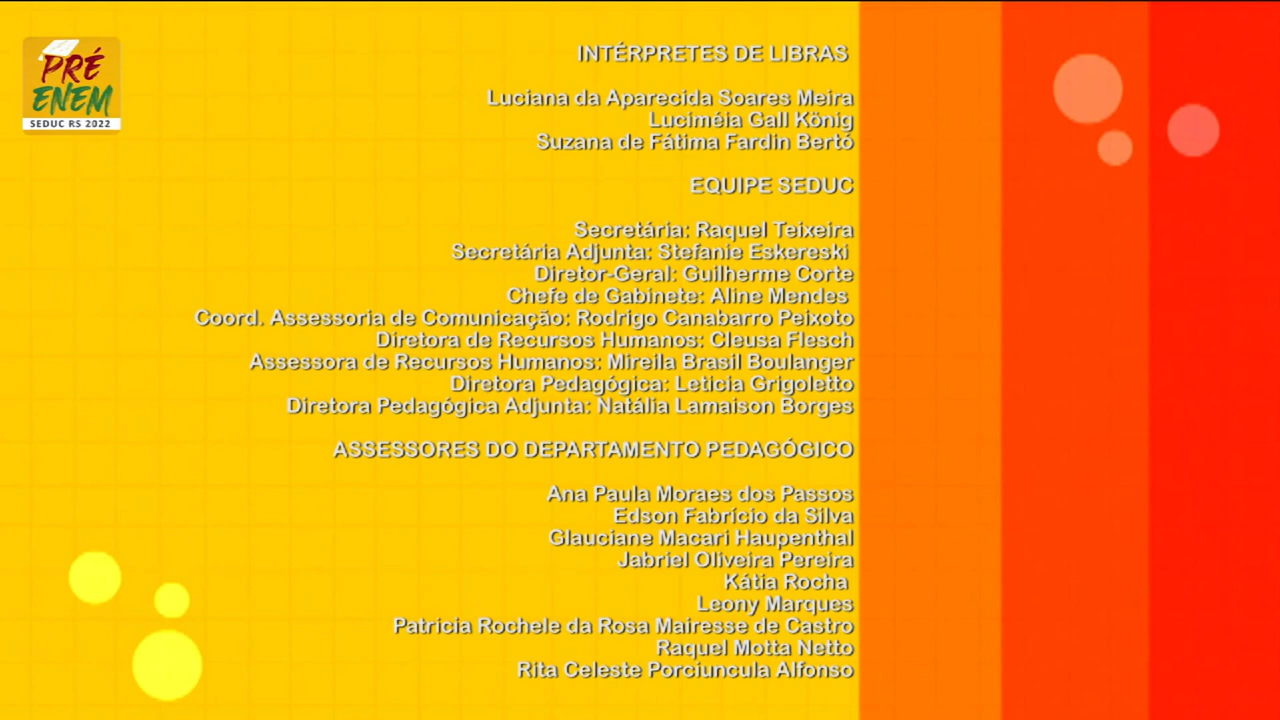 PRÉ
ENEM
SEDUC RS 2022
INTÉRPRETES DE LIBRAS
Luciana da Aparecida Soares Meira
Luciméia Gall König
Suzana de Fátima Fardin Bertó
EQUIPE SEDUC
Secretária: Raquel Teixeira
Secretária Adjunta: Stefanie Eskereski
Diretor-Geral: Guilherme Corte
Chefe de Gabinete: Aline Mendes
Coord. Assessoria de Comunicação: Rodrigo Canabarro Peixoto
Diretora de Recursos Humanos: Cleusa Flesch
Assessora de Recursos Humanos: Mireila Brasil Boulanger
Diretora Pedagógica: Leticia Grigoletto
Diretora Pedagógica Adjunta: Natália Lamaison Borges
ASSESSORES DO DEPARTAMENTO PEDAGÓGICO
Ana Paula Moraes dos Passos
Edson Fabrício da Silva
Glauciane Macari Haupenthal
Jabriel Oliveira Pereira
Kátia Rocha
Leony Marques
Patricia Rochele da Rosa Mairesse de Castro
Raquel Motta Netto
Rita Celeste Porciuncula Alfonso